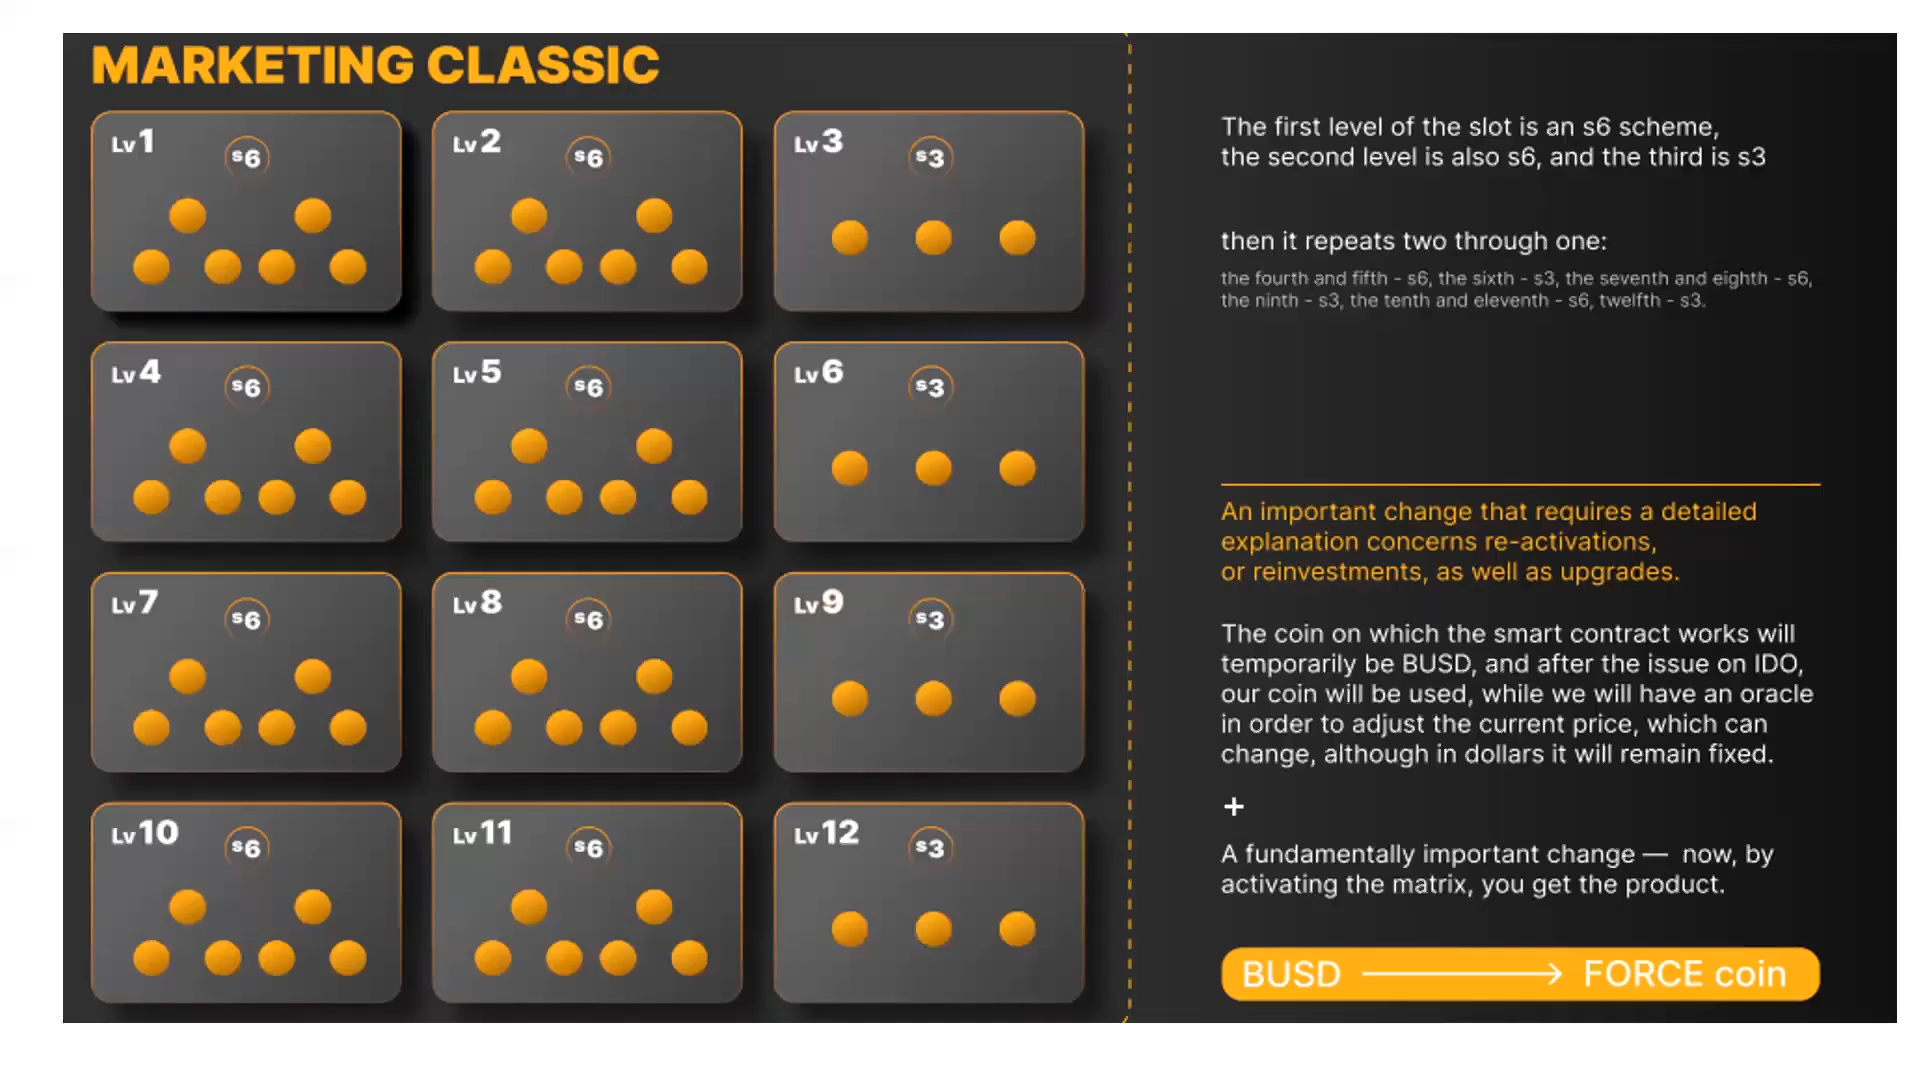 MARKETING CLASSIC
Lv1
s6
Lv2
s6
Lv3
s3
Lv4
s6
Lv5
s6
Lv6
s3
Lv7
s6
Lv8
s6
Lv9
s3
Lv10
s6
Lv11
s6
Lv12
s3
The first level of the slot is an s6 scheme,
the second level is also s6, and the third is s3
then it repeats two through one:
the fourth and fifth - s6, the sixth - s3, the seventh and eighth - s6,
the ninth - s3, the tenth and eleventh - s6, twelfth - s3.
An important change that requires a detailed
explanation concerns re-activations,
or reinvestments, as well as upgrades.
The coin on which the smart contract works will
temporarily be BUSD, and after the issue on IDO,
our coin will be used, while we will have an oracle
in order to adjust the current price, which can
change, although in dollars it will remain fixed.
+
A fundamentally important change — now, by
activating the matrix, you get the product.
BUSD → FORCE coin